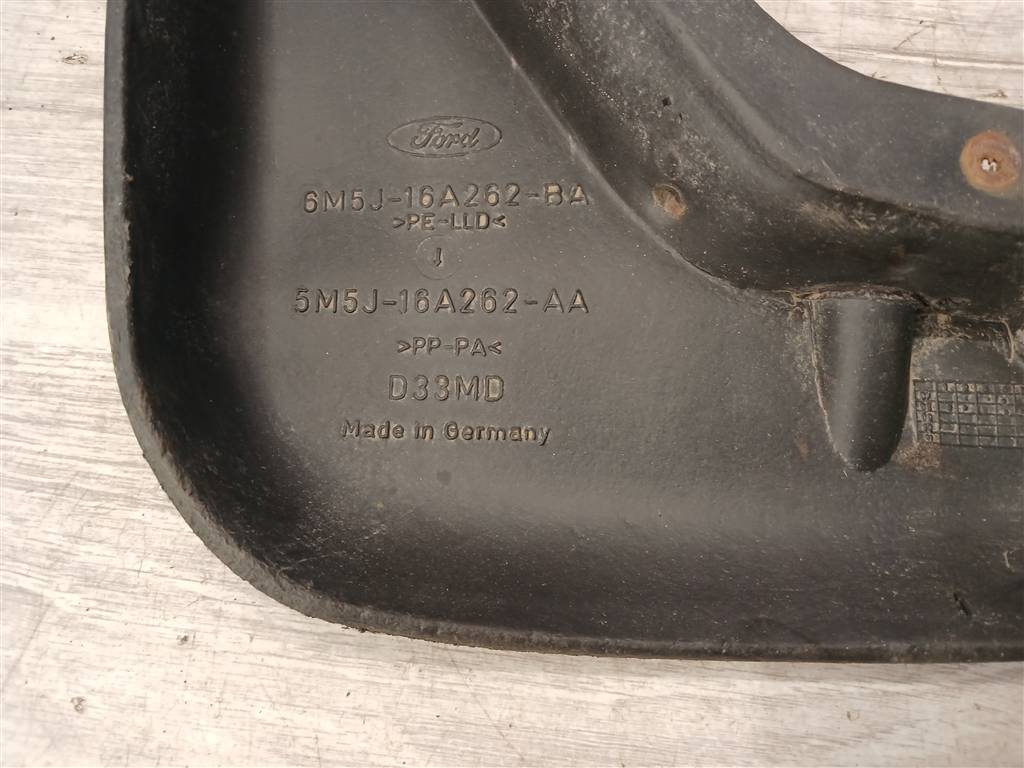 Ford
6M5J-16A262-BA
>PE-LLD<
5M5J-16A262-AA
>PP-PA<
D33MD
Made in Germany